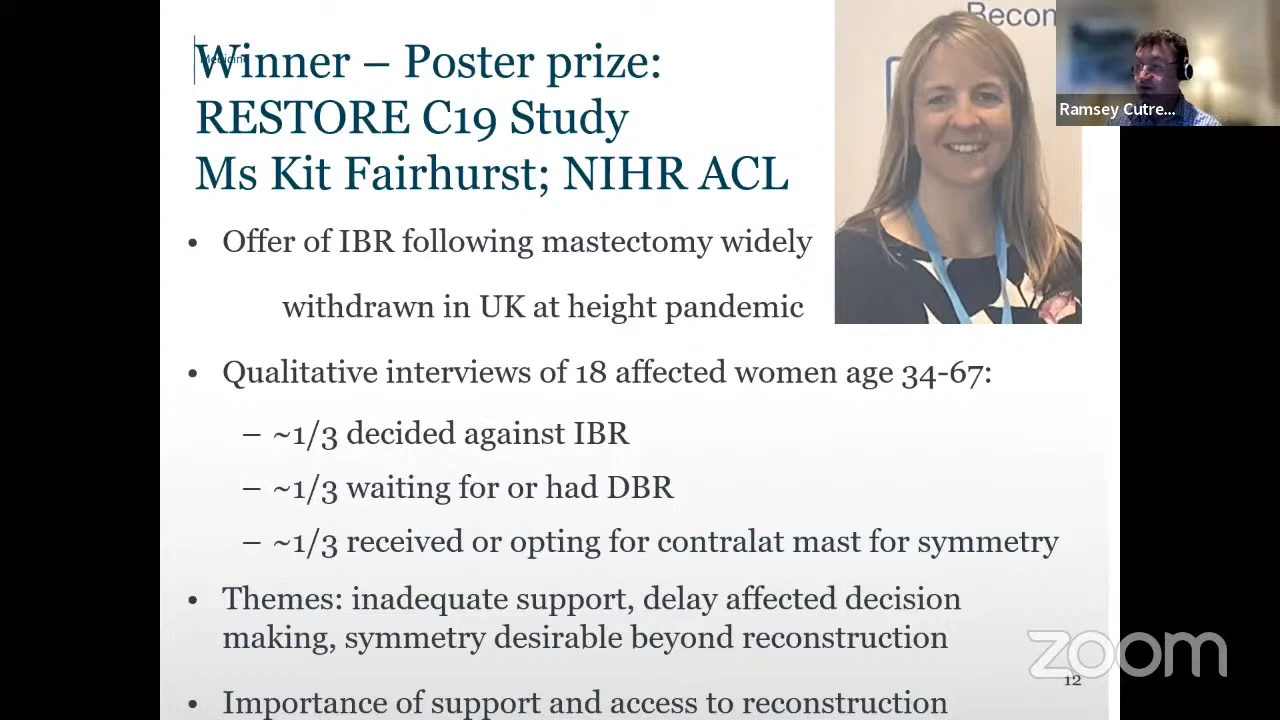 Medicine
Winner – Poster prize:
RESTORE C19 Study
Ms Kit Fairhurst; NIHR ACL
Recon
Ramsey Cutre...
• Offer of IBR following mastectomy widely
withdrawn in UK at height pandemic
• Qualitative interviews of 18 affected women age 34-67:
– ~1/3 decided against IBR
– ~1/3 waiting for or had DBR
– ~1/3 received or opting for contralat mast for symmetry
• Themes: inadequate support, delay affected decision
making, symmetry desirable beyond reconstruction
• Importance of support and access to reconstruction
zoom
12